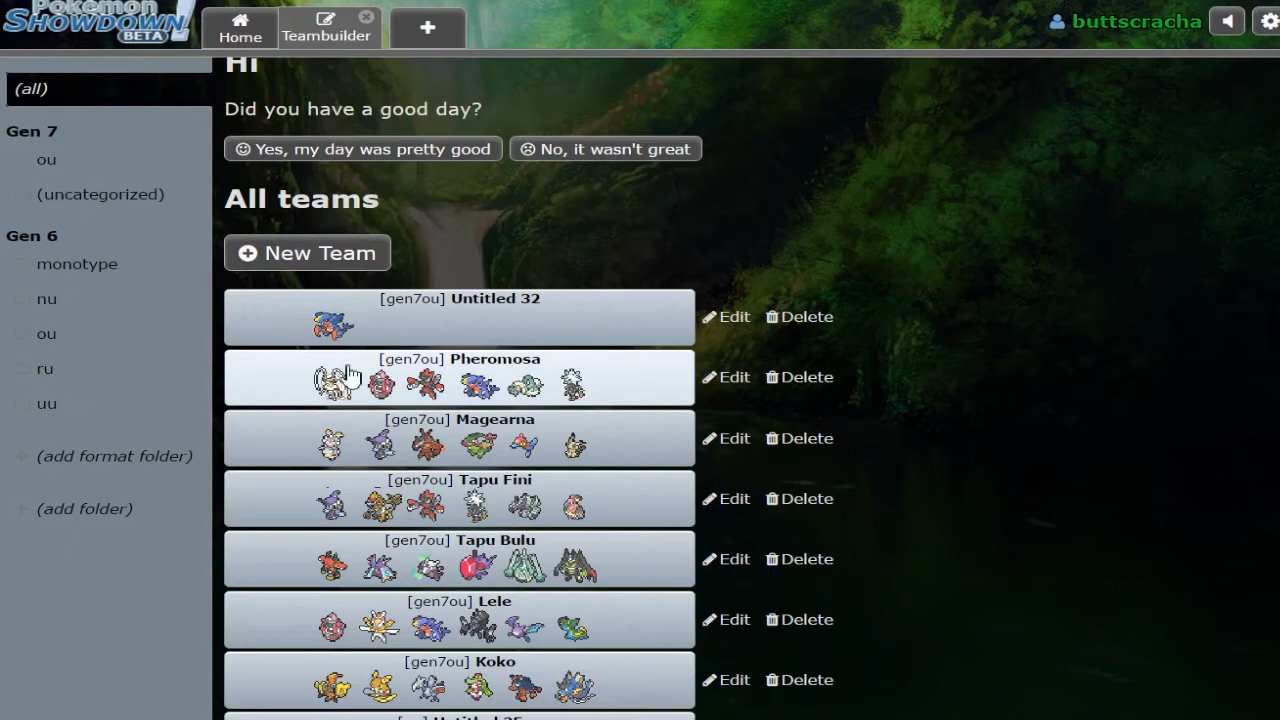 Pokémon
SHOWDOWN!
BETA
Home
Teambuilder
buttscracha
(all)
Gen 7
ou
(uncategorized)
Gen 6
monotype
nu
ou
ru
uu
(add format folder)
(add folder)
Hi
Did you have a good day?
Yes, my day was pretty good
No, it wasn't great
All teams
New Team
[gen7ou] Untitled 32
Edit Delete
[gen7ou] Pheromosa
Edit Delete
[gen7ou] Magearna
Edit Delete
[gen7ou] Tapu Fini
Edit Delete
[gen7ou] Tapu Bulu
Edit Delete
[gen7ou] Lele
Edit Delete
[gen7ou] Koko
Edit Delete